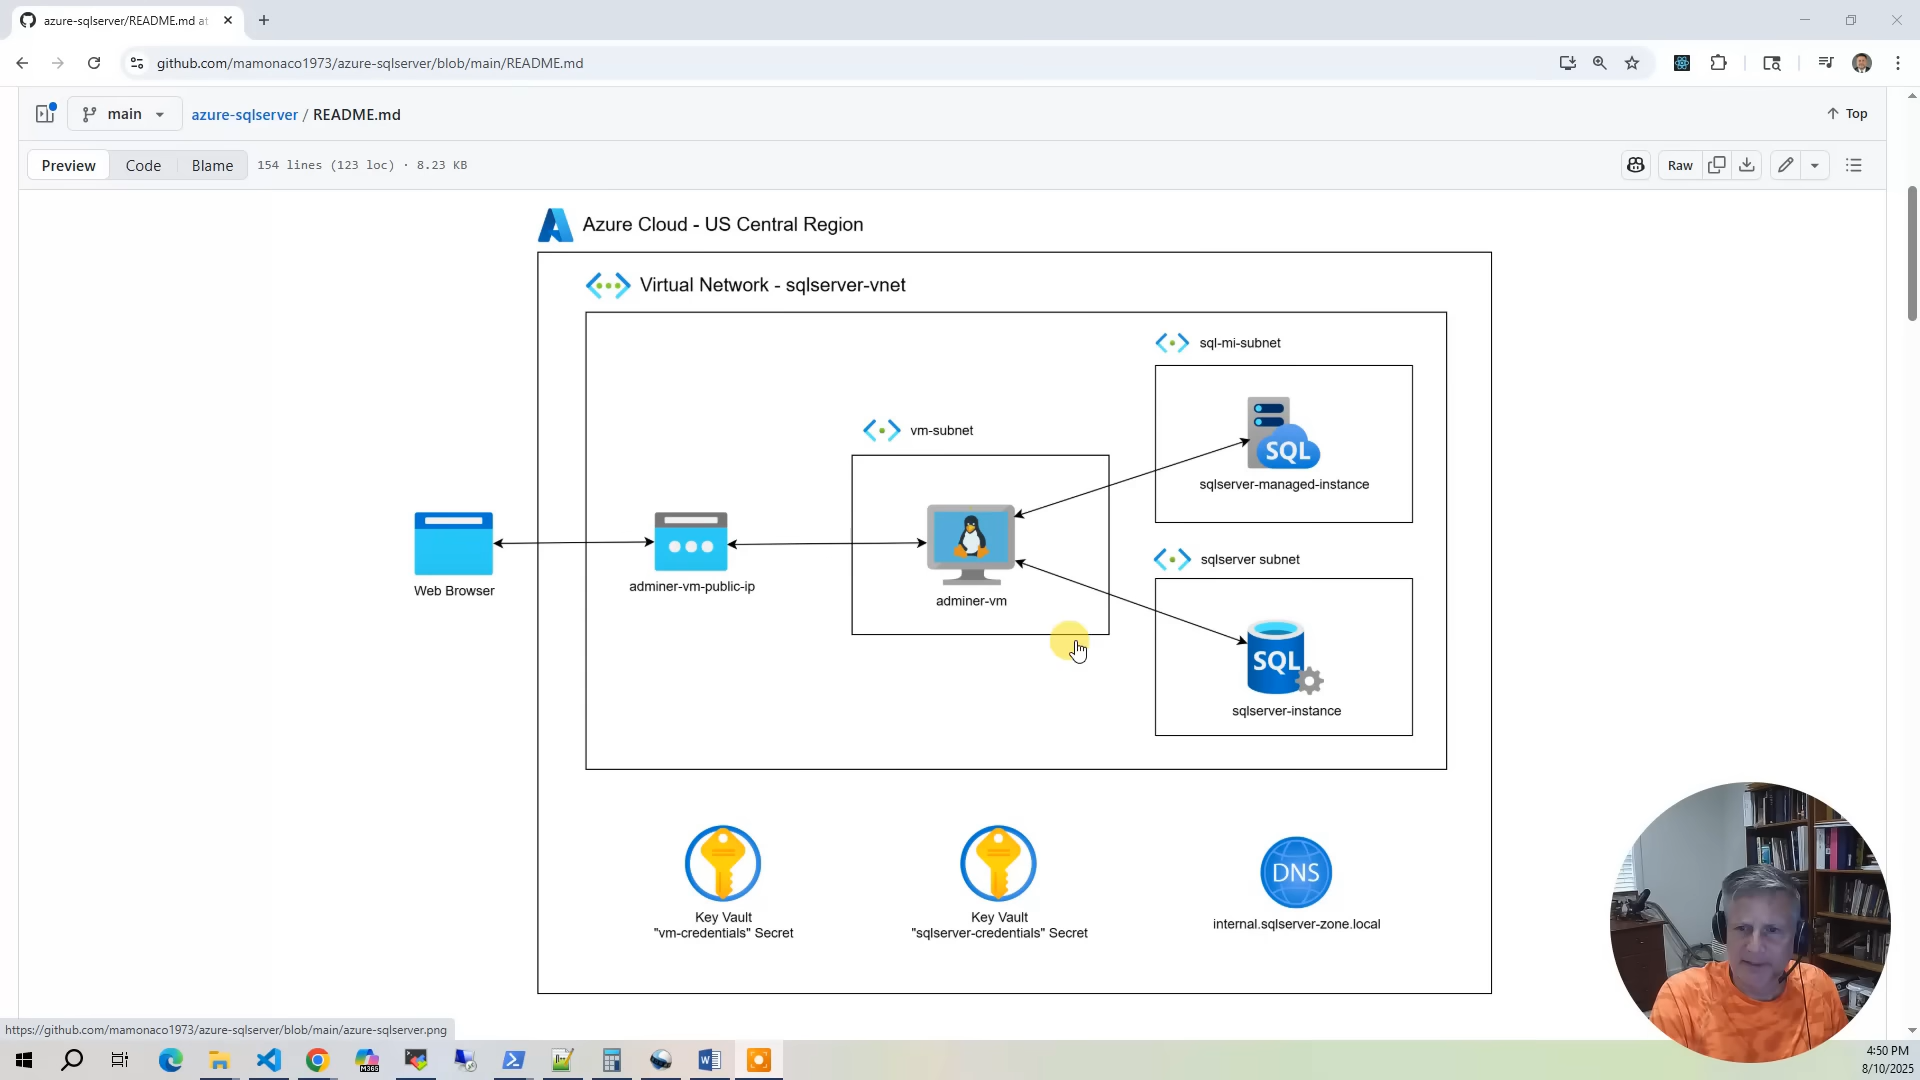 azure-sqlserver/README.md at
github.com/mamonaco1973/azure-sqlserver/blob/main/README.md
main
azure-sqlserver / README.md
Top
Preview
Code
Blame
154 lines (123 loc) · 8.23 KB
Raw
Azure Cloud - US Central Region
Virtual Network - sqlserver-vnet
sql-mi-subnet
SQL
sqlserver-managed-instance
vm-subnet
Web Browser
adminer-vm-public-ip
adminer-vm
sqlserver subnet
SQL
sqlserver-instance
Key Vault
"vm-credentials" Secret
Key Vault
"sqlserver-credentials" Secret
DNS
internal.sqlserver-zone.local
https://github.com/mamonaco1973/azure-sqlserver/blob/main/azure-sqlserver.png
M365
4:50 PM
8/10/2025